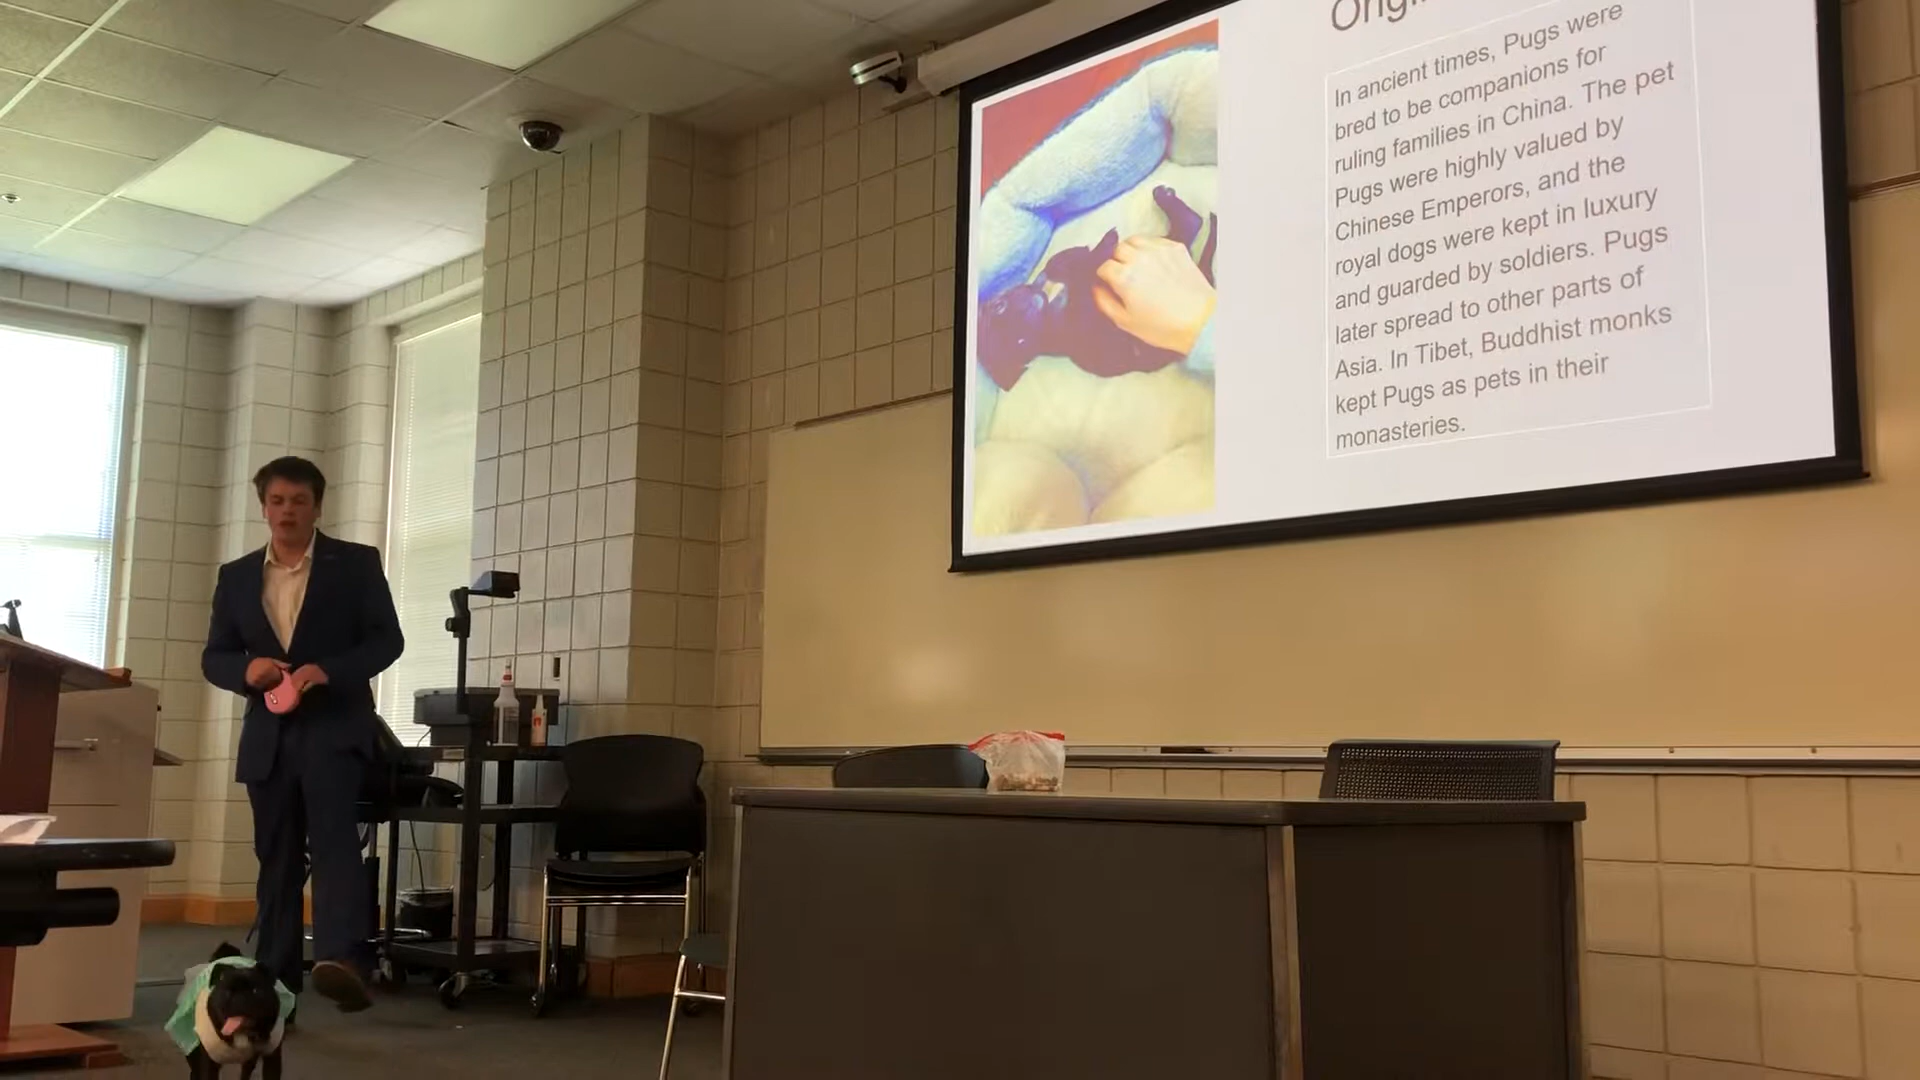 In ancient times, Pugs were
bred to be companions for
ruling families in China. The pet
Pugs were highly valued by
Chinese Emperors, and the
royal dogs were kept in luxury
and guarded by soldiers. Pugs
later spread to other parts of
Asia. In Tibet, Buddhist monks
kept Pugs as pets in their
monasteries.